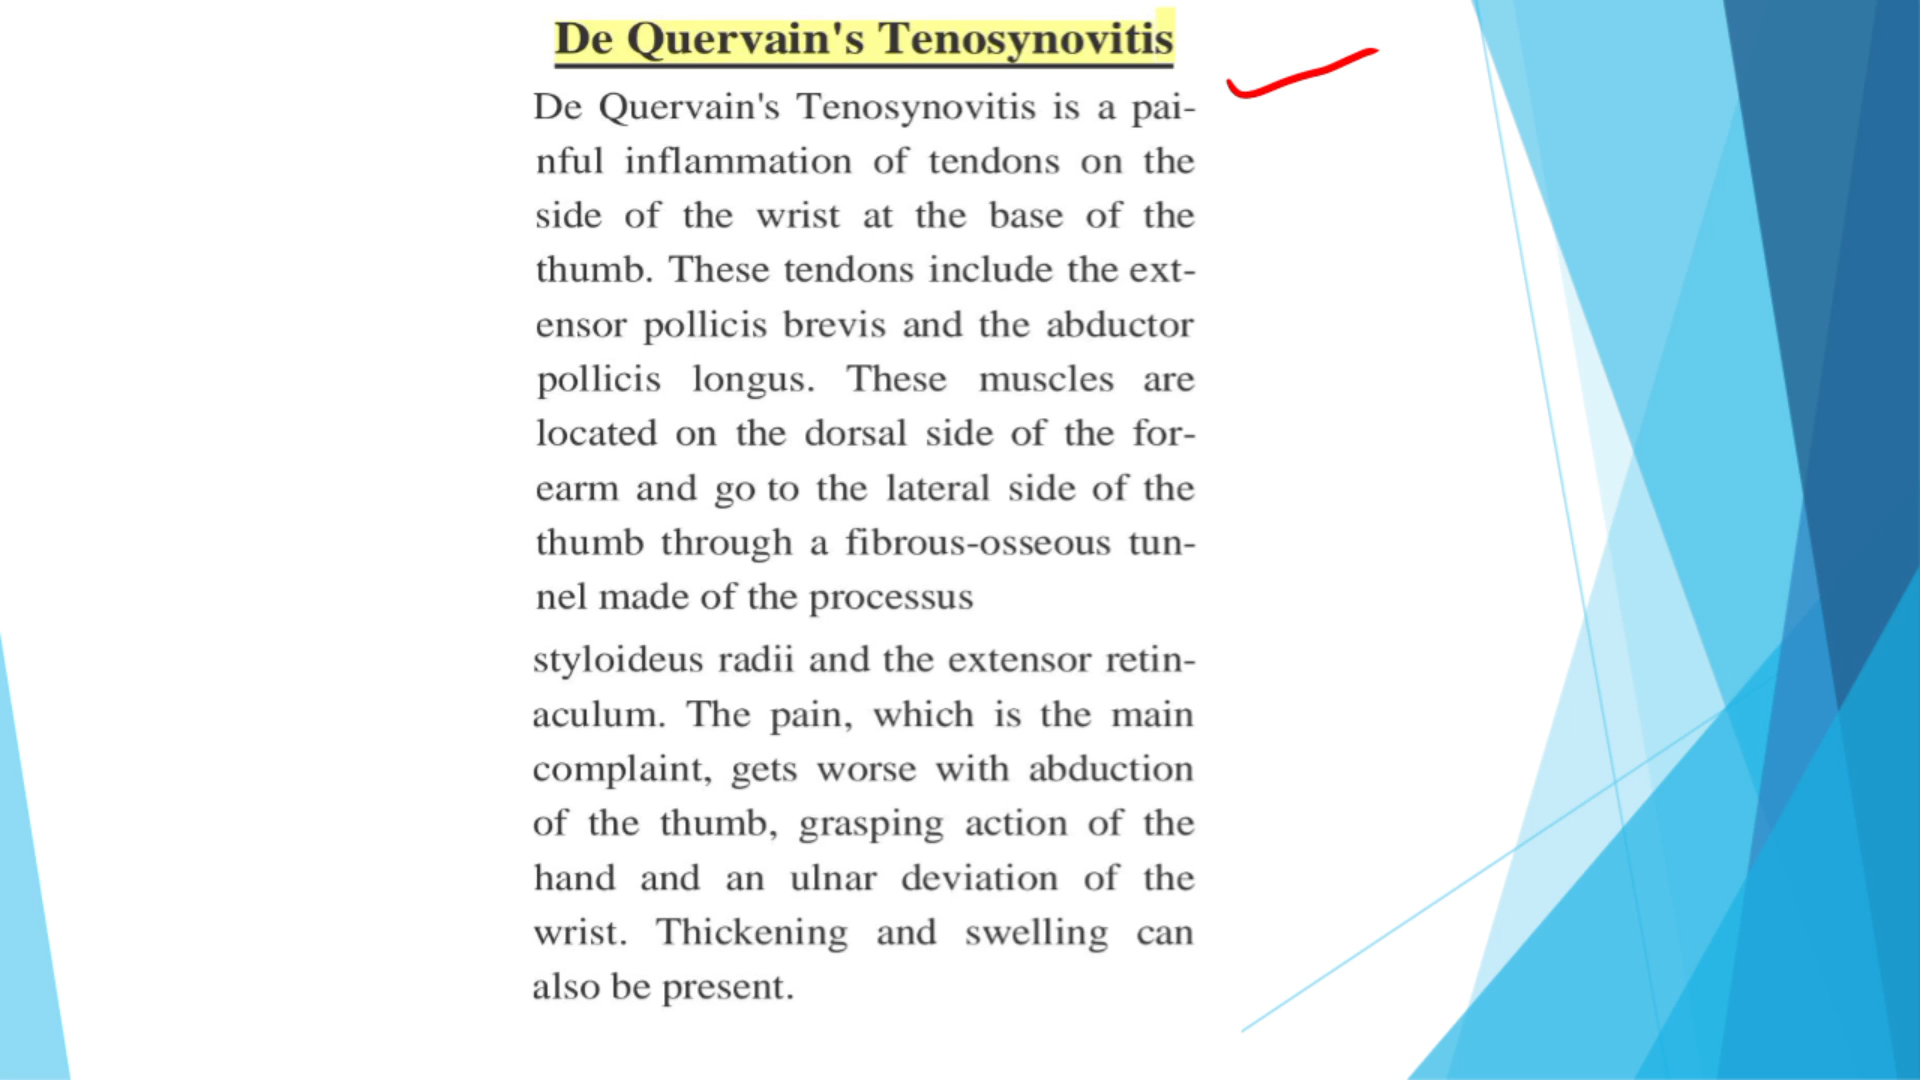 De Quervain's Tenosynovitis
De Quervain's Tenosynovitis is a pai-
nful inflammation of tendons on the
side of the wrist at the base of the
thumb. These tendons include the ext-
ensor pollicis brevis and the abductor
pollicis longus. These muscles are
located on the dorsal side of the for-
earm and go to the lateral side of the
thumb through a fibrous-osseous tun-
nel made of the processus
styloideus radii and the extensor retin-
aculum. The pain, which is the main
complaint, gets worse with abduction
of the thumb, grasping action of the
hand and an ulnar deviation of the
wrist. Thickening and swelling can
also be present.